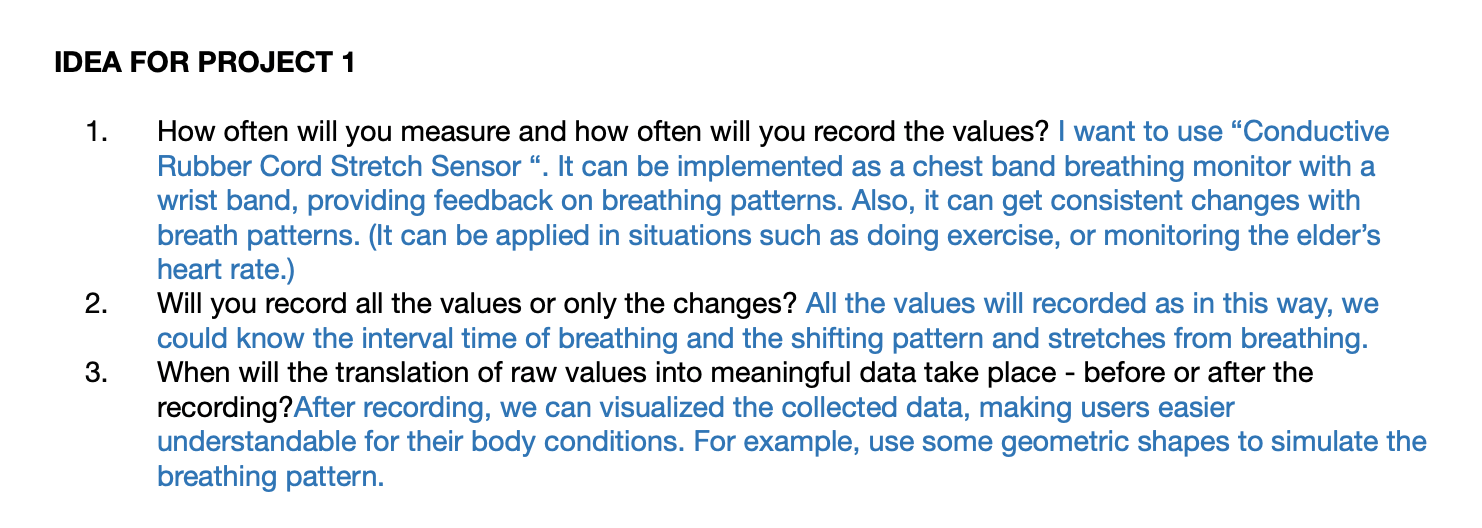 IDEA FOR PROJECT 1
1. How often will you measure and how often will you record the values? I want to use “Conductive
Rubber Cord Stretch Sensor “. It can be implemented as a chest band breathing monitor with a
wrist band, providing feedback on breathing patterns. Also, it can get consistent changes with
breath patterns. (It can be applied in situations such as doing exercise, or monitoring the elder’s
heart rate.)
2. Will you record all the values or only the changes? All the values will recorded as in this way, we
could know the interval time of breathing and the shifting pattern and stretches from breathing.
3. When will the translation of raw values into meaningful data take place - before or after the
recording?After recording, we can visualized the collected data, making users easier
understandable for their body conditions. For example, use some geometric shapes to simulate the
breathing pattern.